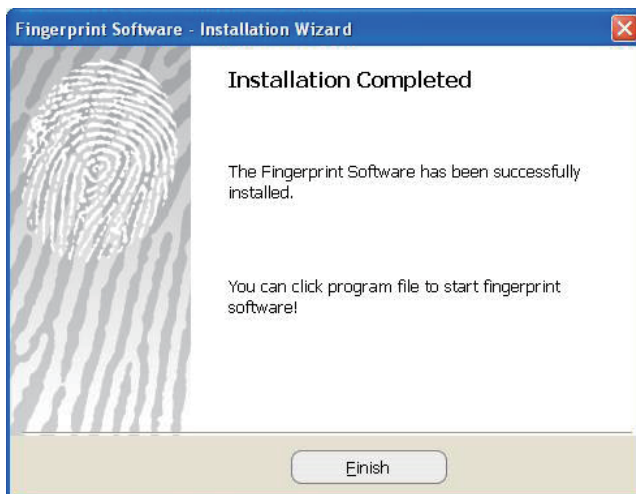 Fingerprint Software - Installation Wizard
Installation Completed
The Fingerprint Software has been successfully
installed.
You can click program file to start fingerprint
software!
Finish